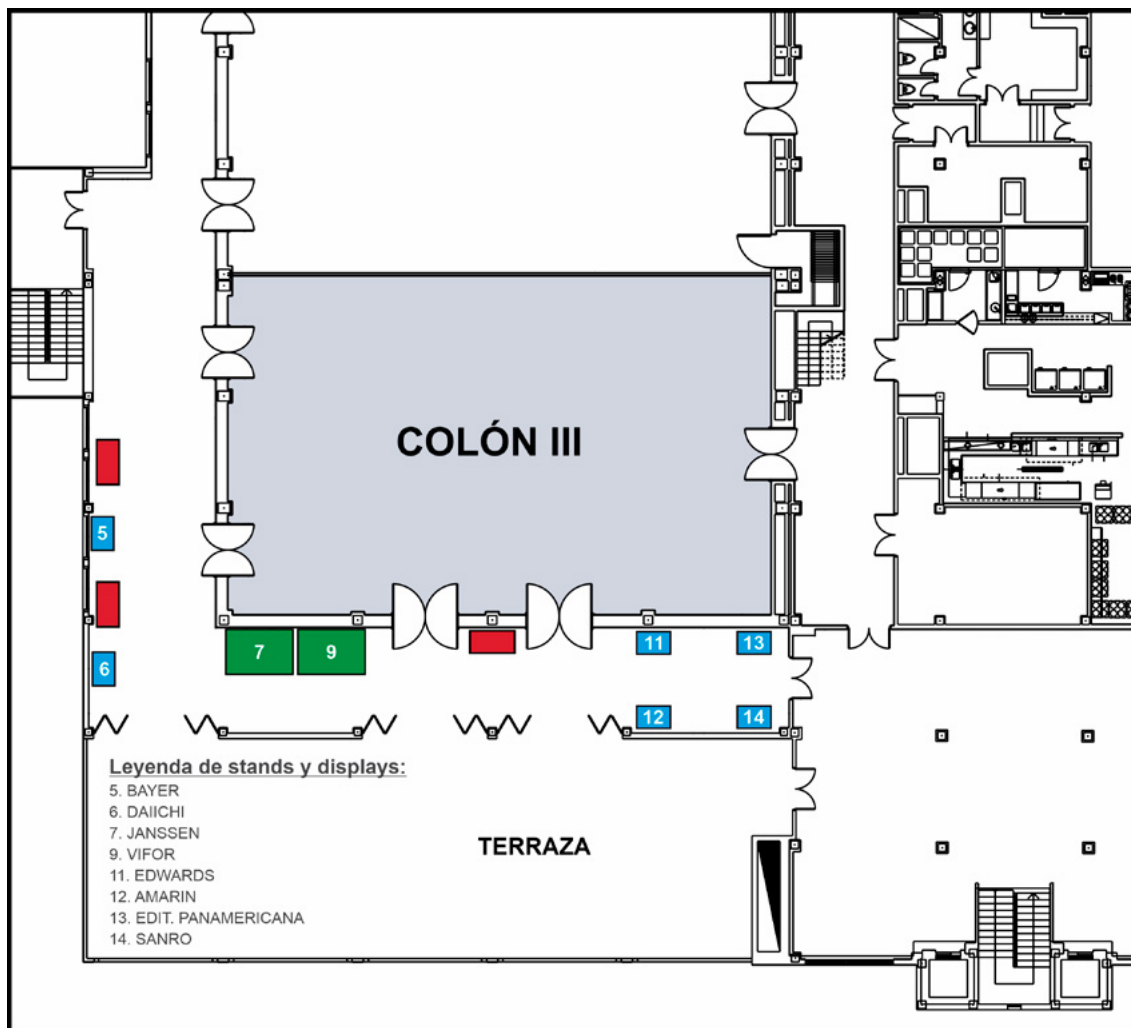 COLÓN III
5
6
7
9
11
13
12
14
Leyenda de stands y displays:
5. BAYER
6. DAIICHI
7. JANSSEN
9. VIFOR
11. EDWARDS
12. AMARIN
13. EDIT. PANAMERICANA
14. SANRO
TERRAZA